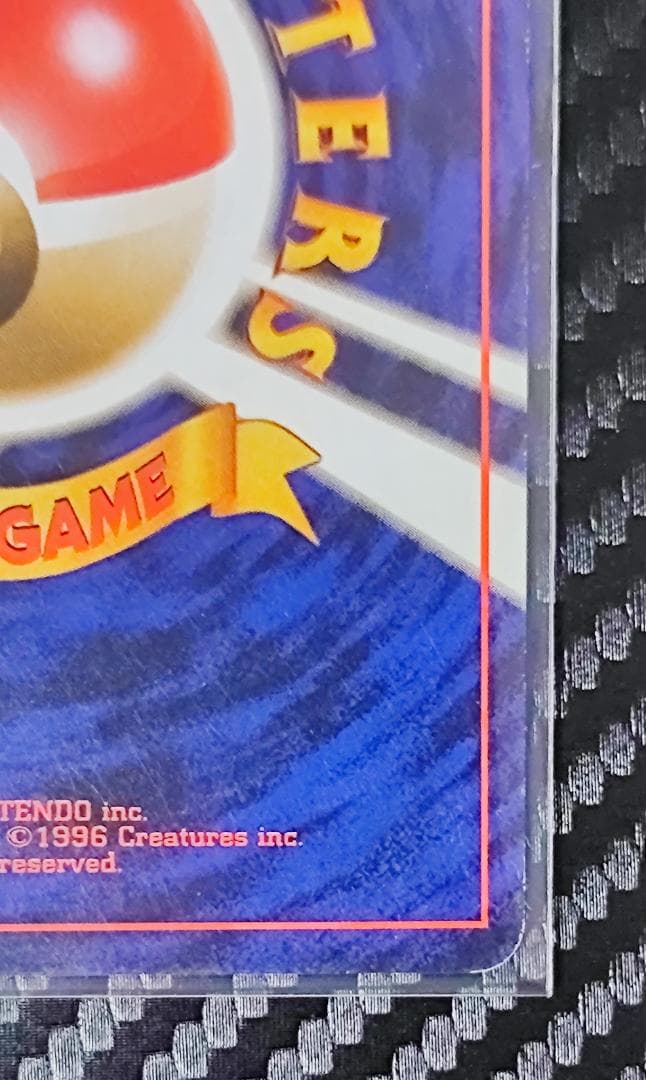 TERS
GAME
TENDO inc.
©1996 Creatures inc.
reserved.